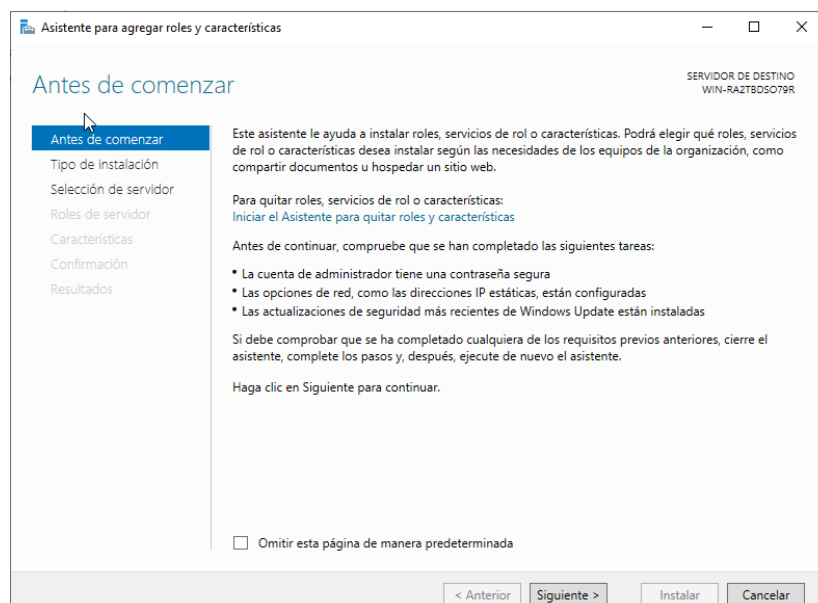 Asistente para agregar roles y características
Antes de comenzar
SERVIDOR DE DESTINO
WIN-RA2TBDSO79R
Antes de comenzar
Tipo de instalación
Selección de servidor
Roles de servidor
Características
Confirmación
Resultados
Este asistente le ayuda a instalar roles, servicios de rol o características. Podrá elegir qué roles, servicios
de rol o características desea instalar según las necesidades de los equipos de la organización, como
compartir documentos u hospedar un sitio web.
Para quitar roles, servicios de rol o características:
Iniciar el Asistente para quitar roles y características
Antes de continuar, compruebe que se han completado las siguientes tareas:
• La cuenta de administrador tiene una contraseña segura
• Las opciones de red, como las direcciones IP estáticas, están configuradas
• Las actualizaciones de seguridad más recientes de Windows Update están instaladas
Si debe comprobar que se ha completado cualquiera de los requisitos previos anteriores, cierre el
asistente, complete los pasos y, después, ejecute de nuevo el asistente.
Haga clic en Siguiente para continuar.
Omitir esta página de manera predeterminada
< Anterior Siguiente > Instalar Cancelar